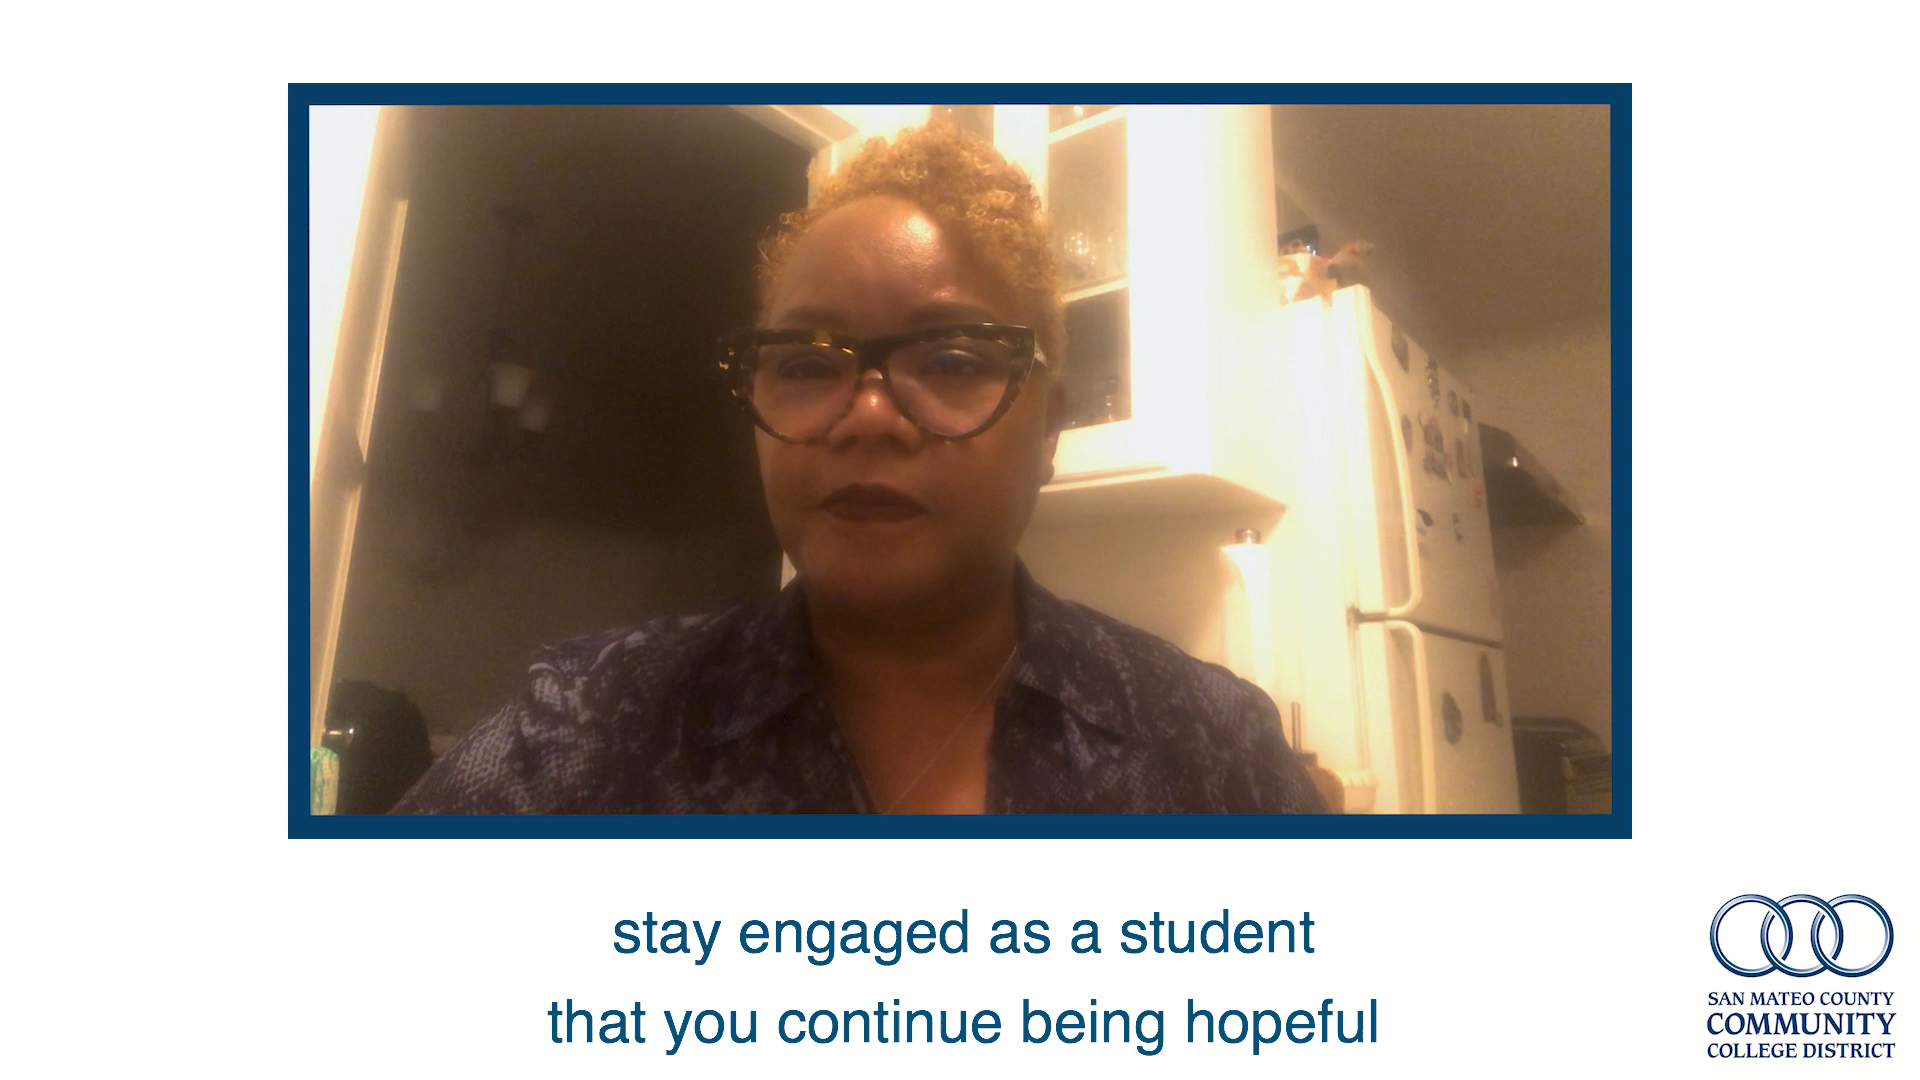 stay engaged as a student
that you continue being hopeful
SAN MATEO COUNTY
COMMUNITY
COLLEGE DISTRICT